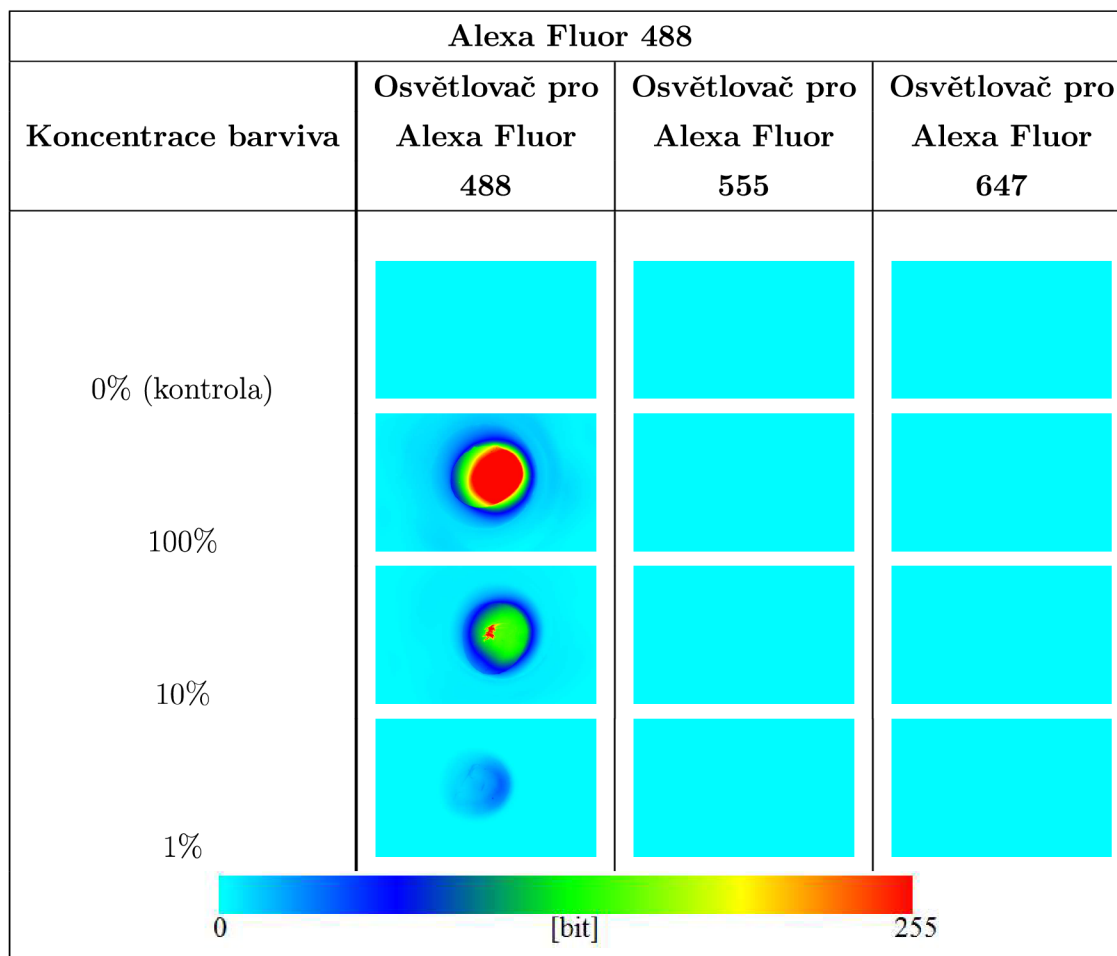 Alexa Fluor 488
Koncentrace barviva
Osvětlovač pro
Alexa Fluor
488
Osvětlovač pro
Alexa Fluor
555
Osvětlovač pro
Alexa Fluor
647
0% (kontrola)
100%
10%
1%
0 [bit] 255